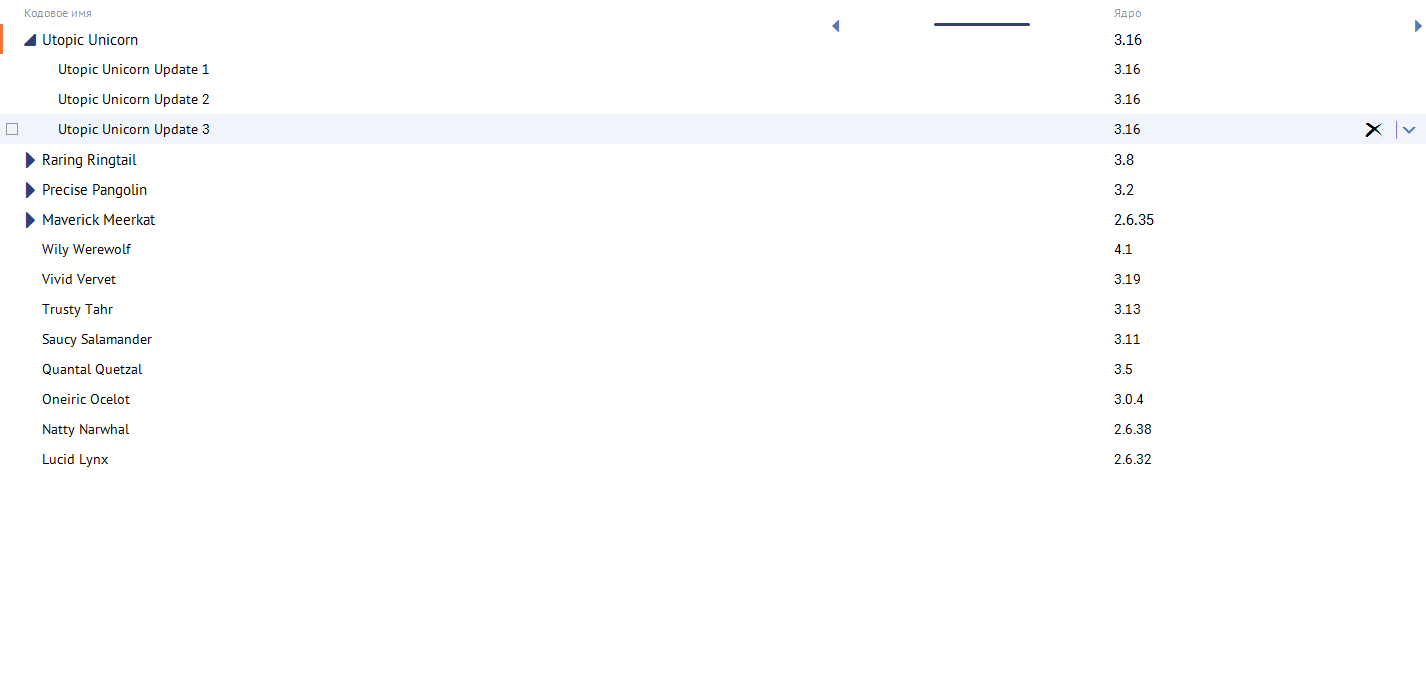 Кодовое имя Ядро
Utopic Unicorn 3.16
Utopic Unicorn Update 1 3.16
Utopic Unicorn Update 2 3.16
Utopic Unicorn Update 3 3.16
Raring Ringtail 3.8
Precise Pangolin 3.2
Maverick Meerkat 2.6.35
Wily Werewolf 4.1
Vivid Vervet 3.19
Trusty Tahr 3.13
Saucy Salamander 3.11
Quantal Quetzal 3.5
Oneiric Ocelot 3.0.4
Natty Narwhal 2.6.38
Lucid Lynx 2.6.32